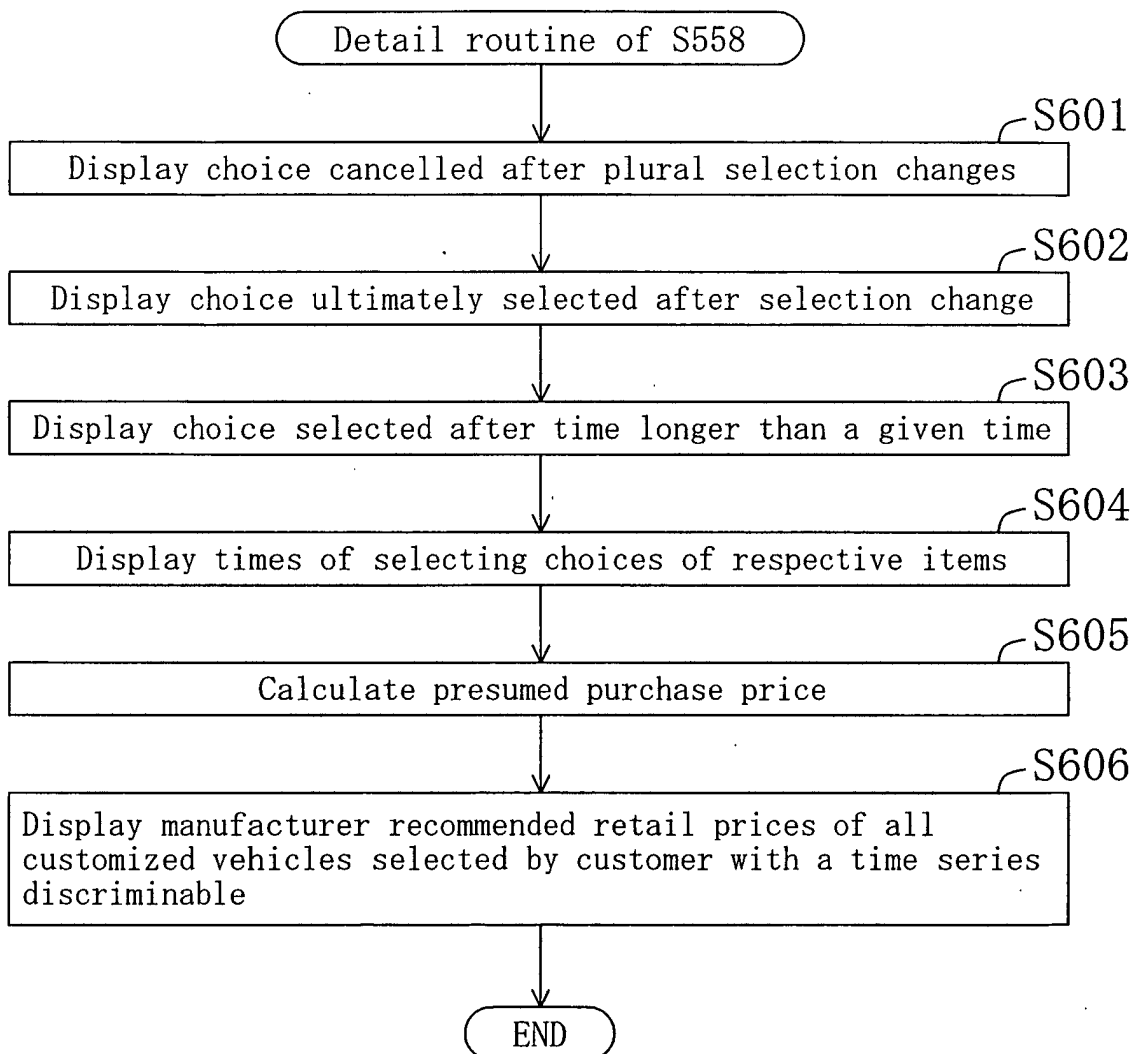 Detail routine of S558
S601
Display choice cancelled after plural selection changes
S602
Display choice ultimately selected after selection change
S603
Display choice selected after time longer than a given time
S604
Display times of selecting choices of respective items
S605
Calculate presumed purchase price
S606
Display manufacturer recommended retail prices of all
customized vehicles selected by customer with a time series
discriminable
END